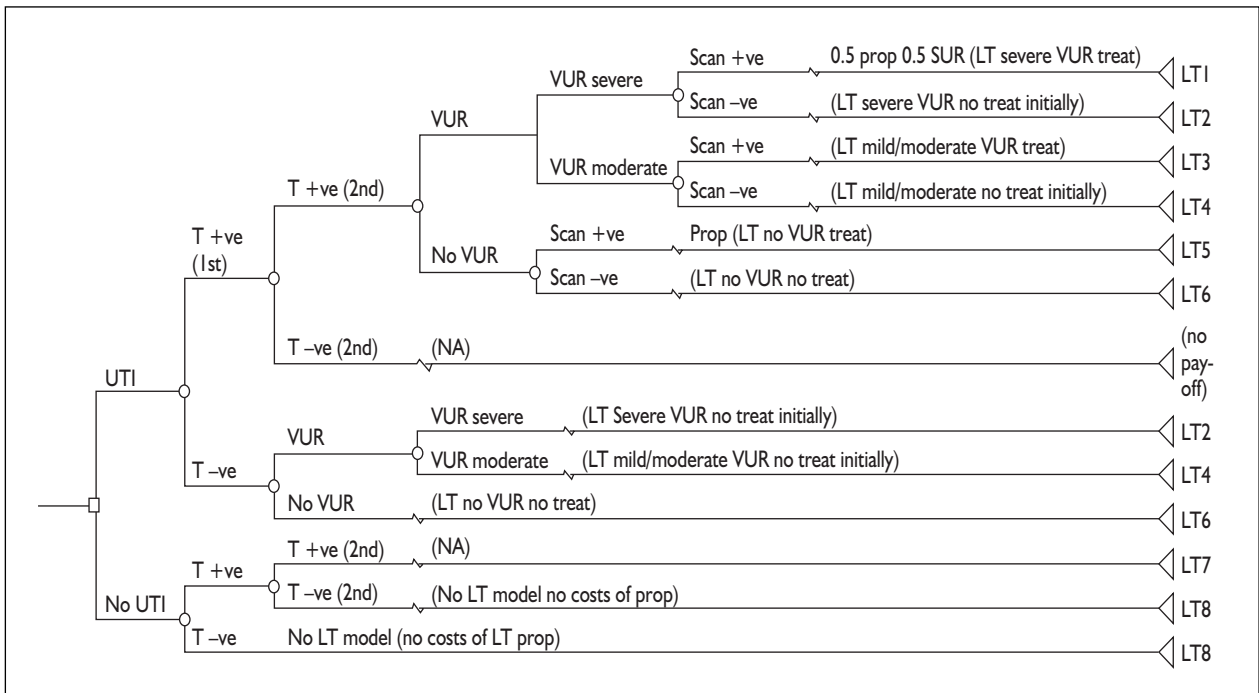 Scan +ve 0.5 prop 0.5 SUR (LT severe VUR treat) LT1
VUR severe
Scan –ve (LT severe VUR no treat initially) LT2
VUR
Scan +ve (LT mild/moderate VUR treat) LT3
VUR moderate
Scan –ve (LT mild/moderate no treat initially) LT4
T +ve (2nd)
Scan +ve Prop (LT no VUR treat) LT5
No VUR
Scan –ve (LT no VUR no treat) LT6
T +ve
(1st)
T –ve (2nd) (NA) (no
pay-
off)
UTI
VUR severe (LT Severe VUR no treat initially) LT2
VUR
VUR moderate (LT mild/moderate VUR no treat initially) LT4
T –ve
No VUR (LT no VUR no treat) LT6
T +ve (2nd) (NA) LT7
T +ve
T –ve (2nd) (No LT model no costs of prop) LT8
No UTI
T –ve No LT model (no costs of LT prop) LT8